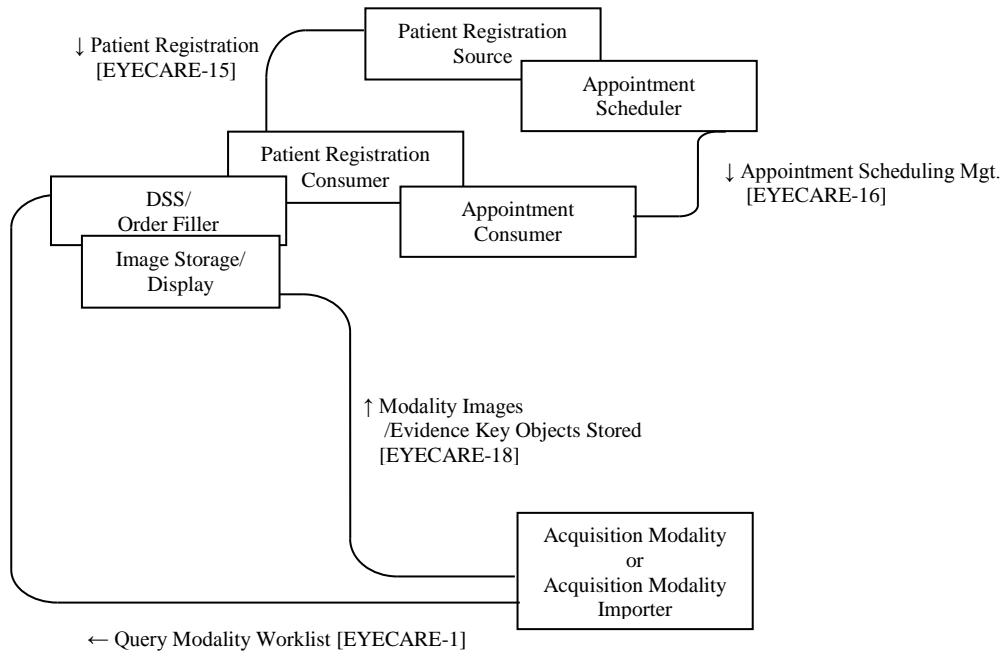 ↓ Patient Registration
[EYECARE-15]
Patient Registration
Source
Appointment
Scheduler
Patient Registration
Consumer
↓ Appointment Scheduling Mgt.
[EYECARE-16]
DSS/
Order Filler
Appointment
Consumer
Image Storage/
Display
↑ Modality Images
/Evidence Key Objects Stored
[EYECARE-18]
Acquisition Modality
or
Acquisition Modality
Importer
← Query Modality Worklist [EYECARE-1]